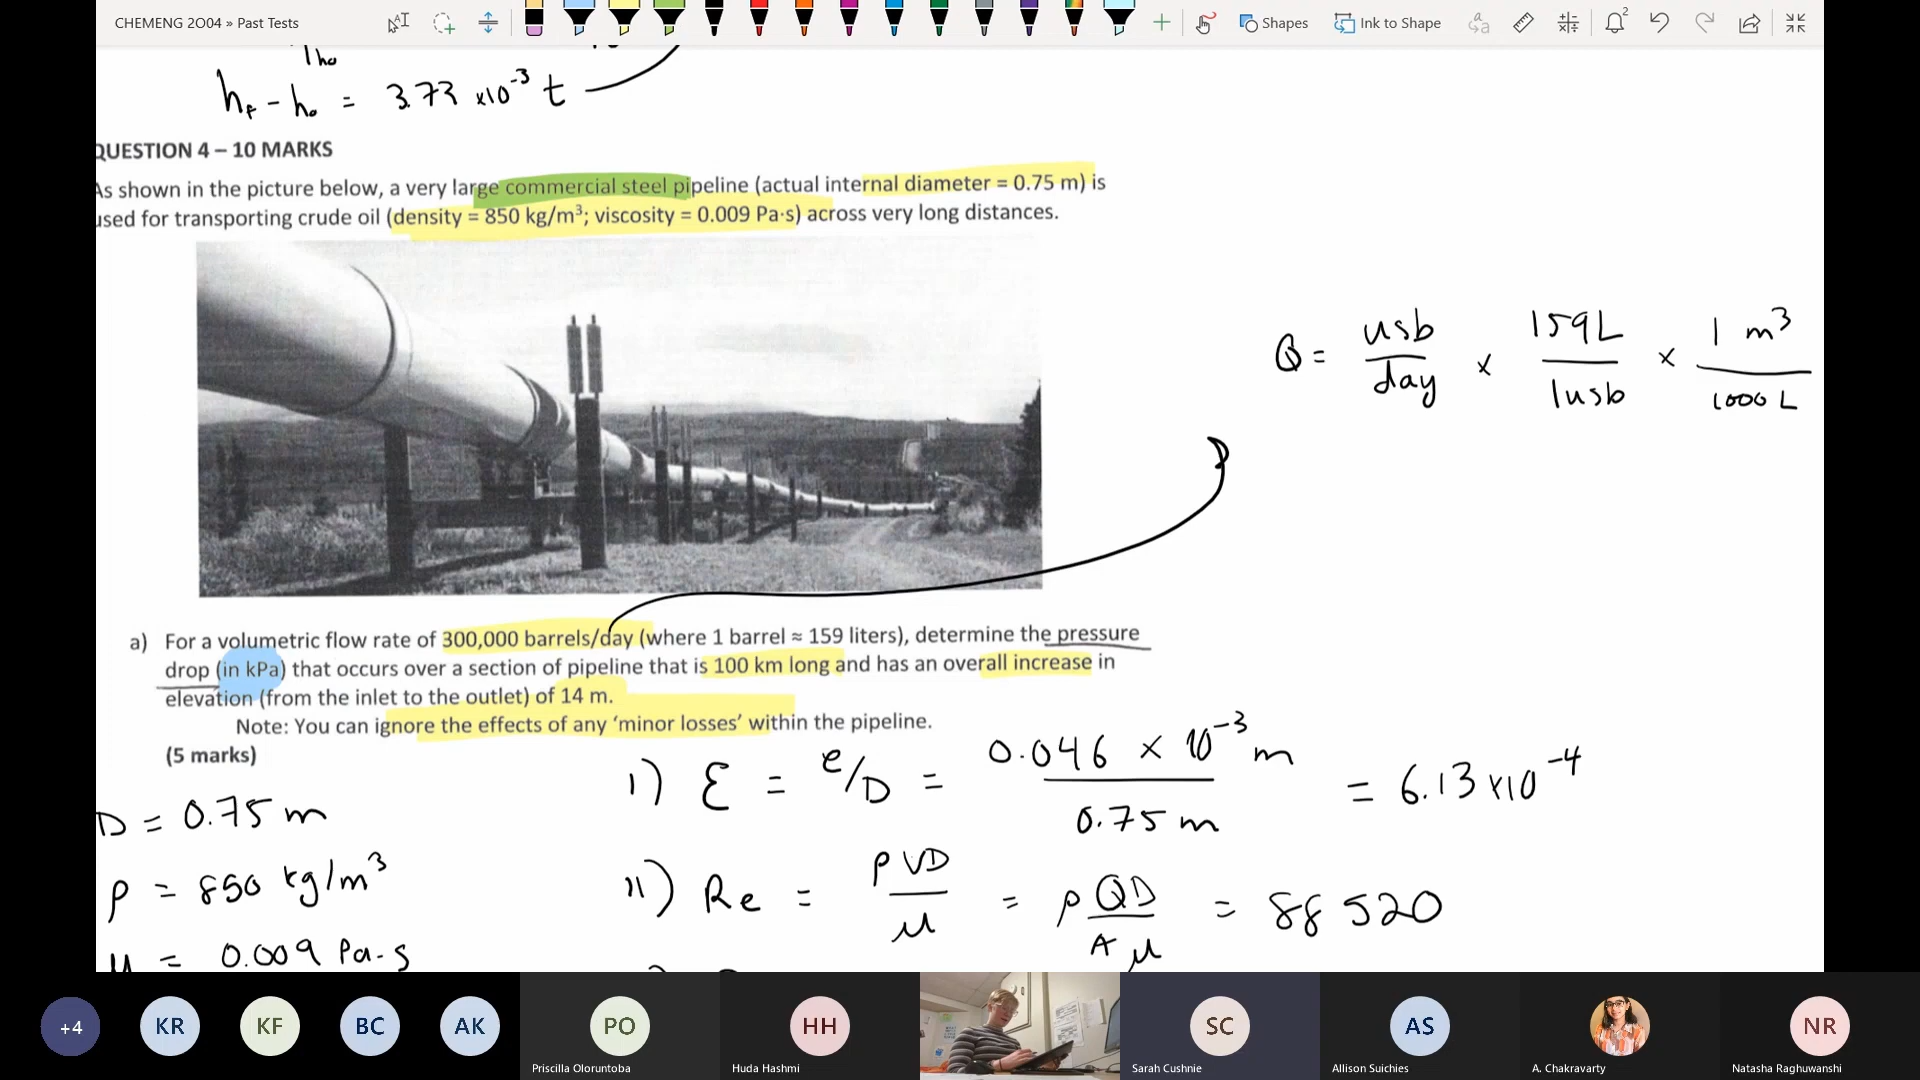 CHEMENG 2O04 » Past Tests
Shapes
Ink to Shape
2
hf - ho = 3.73 x10^-3 t
QUESTION 4 – 10 MARKS
As shown in the picture below, a very large commercial steel pipeline (actual internal diameter = 0.75 m) is
used for transporting crude oil (density = 850 kg/m³; viscosity = 0.009 Pa·s) across very long distances.
Q = usb/day x 159L/1usb x 1 m³/1000 L
a) For a volumetric flow rate of 300,000 barrels/day (where 1 barrel ≈ 159 liters), determine the pressure
drop (in kPa) that occurs over a section of pipeline that is 100 km long and has an overall increase in
elevation (from the inlet to the outlet) of 14 m.
Note: You can ignore the effects of any ‘minor losses’ within the pipeline.
(5 marks)
i) ε = e/D = 0.046 x 10^-3 m / 0.75 m = 6.13 x10^-4
D = 0.75 m
ρ = 850 kg/m³
ii) Re = ρVD/μ = ρQD/Aμ = 88 520
μ = 0.009 Pa-s
+4
KR
KF
BC
AK
PO
HH
SC
AS
NR
Priscilla Oloruntoba
Huda Hashmi
Sarah Cushnie
Allison Suichies
A. Chakravarty
Natasha Raghuwanshi